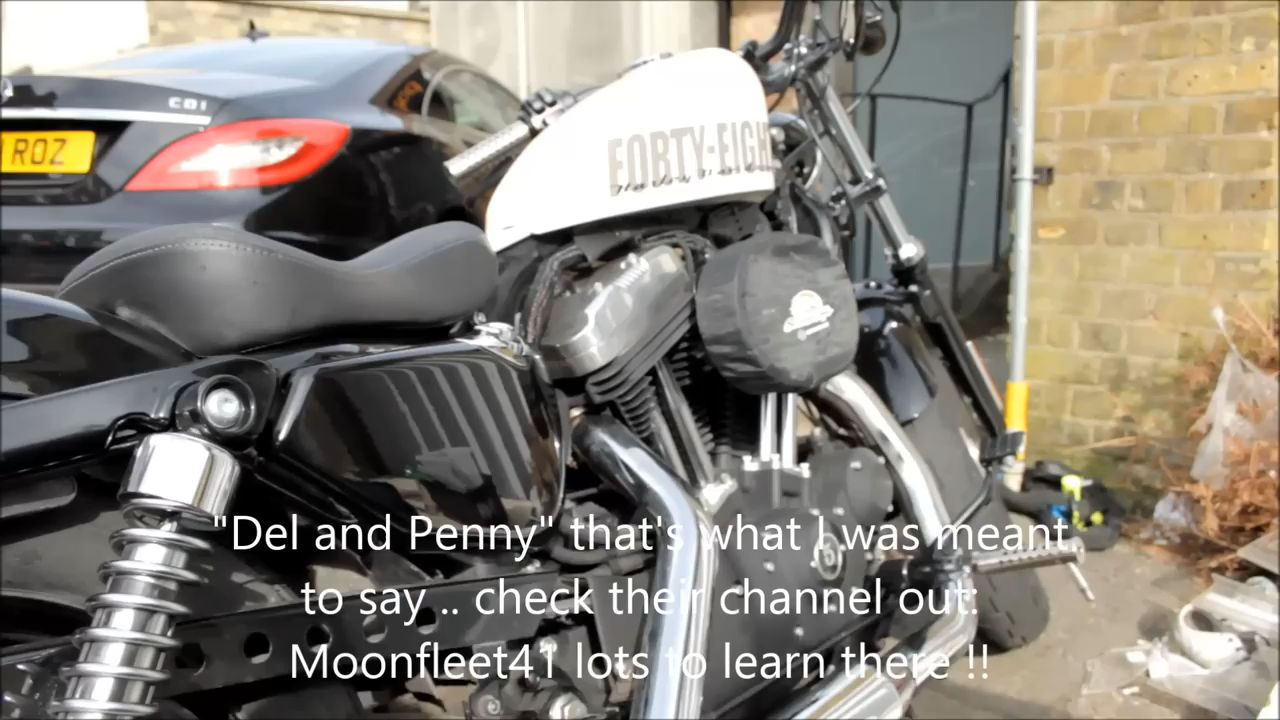 CDI
ROZ
FORTY-EIGHT
"Del and Penny" that's what I was meant
to say .. check their channel out:
Moonfleet41 lots to learn there !!